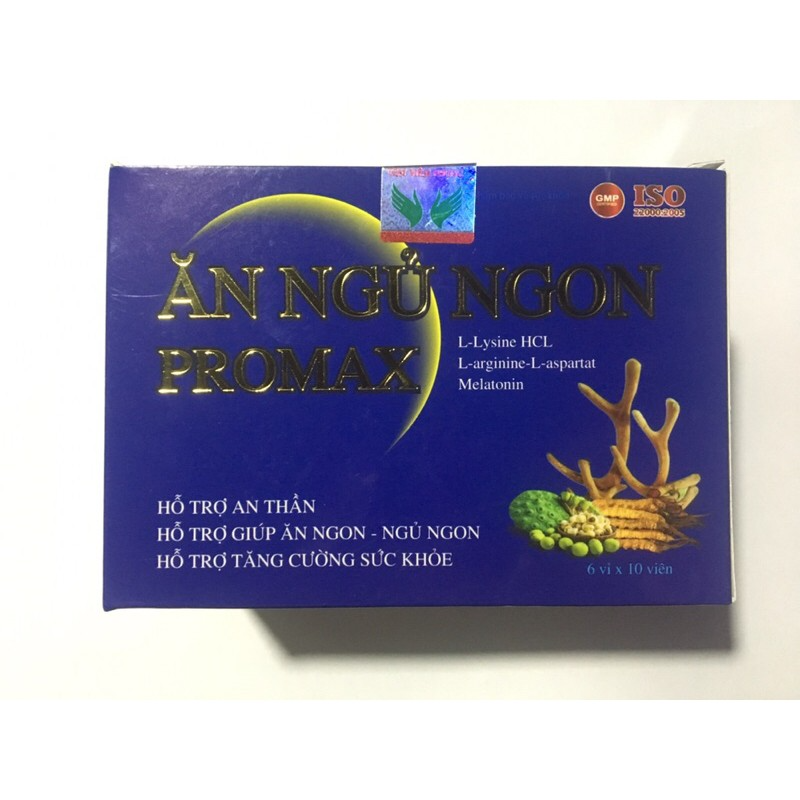 GMP
ISO
22000:2005
ĂN NGỦ NGON
PROMAX
L-Lysine HCL
L-arginine-L-aspartat
Melatonin
HỖ TRỢ AN THẦN
HỖ TRỢ GIÚP ĂN NGON - NGỦ NGON
HỖ TRỢ TĂNG CƯỜNG SỨC KHỎE
6 vỉ x 10 viên